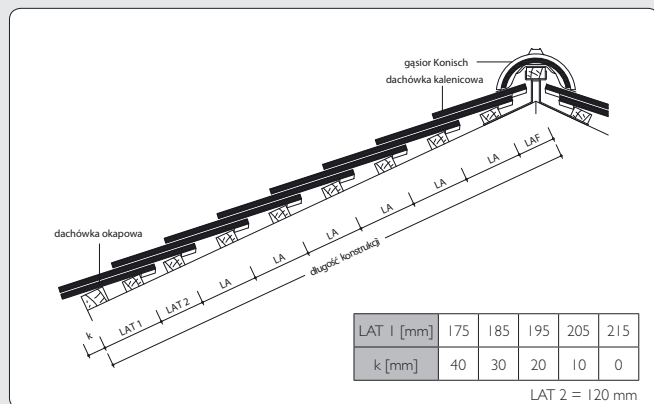 gąsior Konisch
dachówka kalenicowa
dachówka okapowa
k
LAT 1
LAT 2
LA
LA
LA
LA
LA
LA
LAF
długość konstrukcji
LAT 1 [mm] 175 185 195 205 215
k [mm] 40 30 20 10 0
LAT 2 = 120 mm